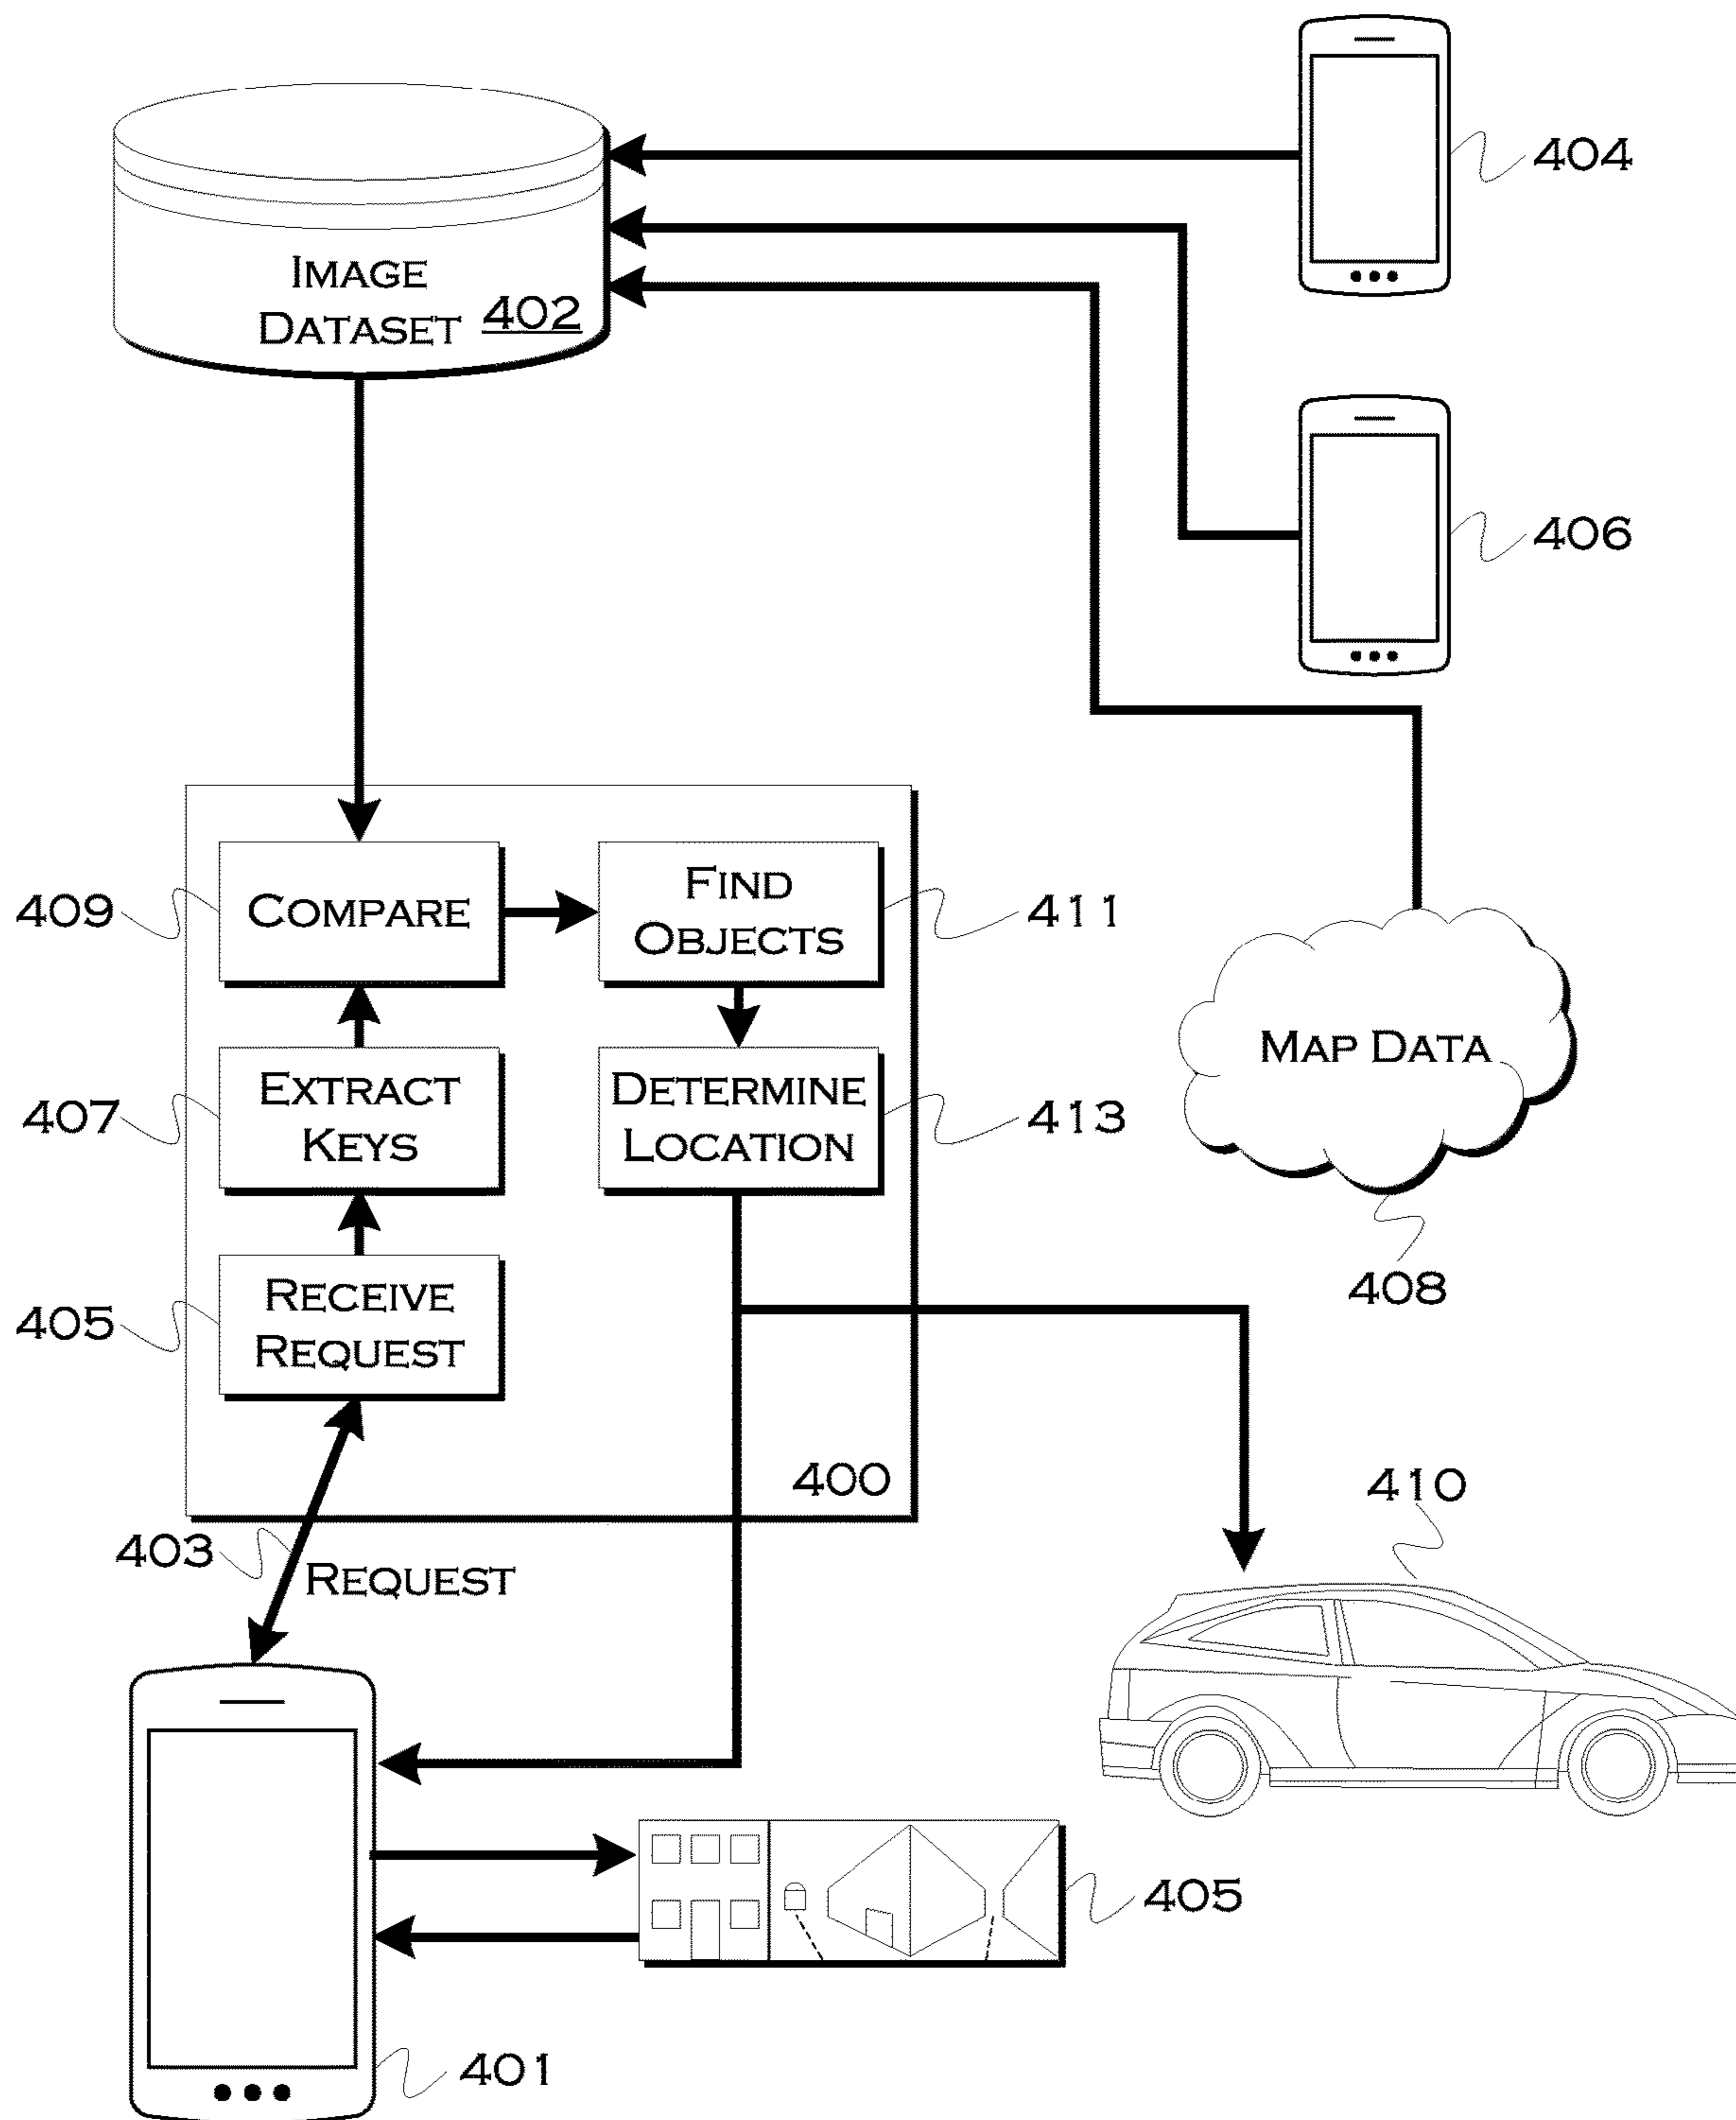 404
IMAGE
DATASET 402
406
409
COMPARE
FIND
OBJECTS
411
MAP DATA
407
EXTRACT
KEYS
DETERMINE
LOCATION
413
408
405
RECEIVE
REQUEST
400
410
403
REQUEST
405
401